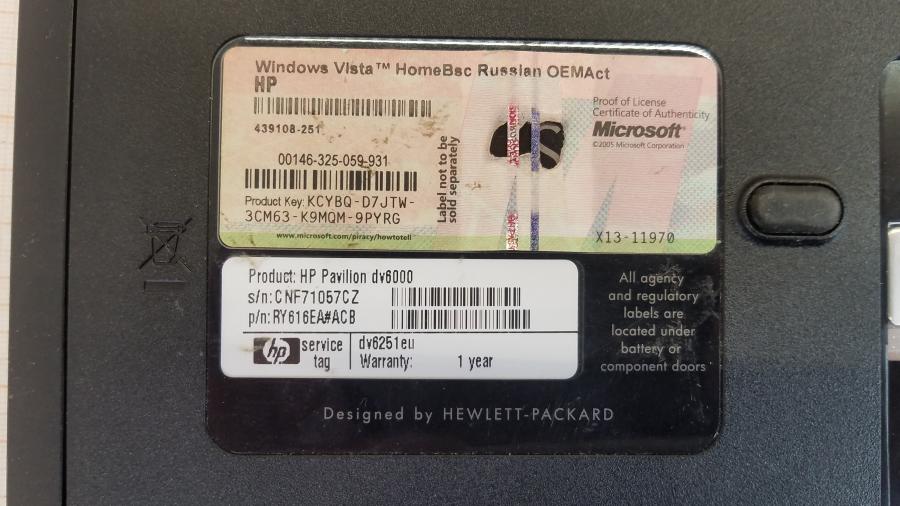 Windows Vista™ HomeBsc Russian OEMAct
HP
439108-251
00146-325-059-931
Product Key: KCYBQ-D7JTW-
3CM63-K9MQM-9PYRG
www.microsoft.com/piracy/howtotell
Label not to be
sold separately
Proof of License
Certificate of Authenticity
Microsoft®
©2005 Microsoft Corporation
X13-11970
Product: HP Pavilion dv6000
s/n: CNF71057CZ
p/n: RY616EA#ACB
hp
service
tag
dv6251eu
Warranty: 1 year
All agency
and regulatory
labels are
located under
battery or
component doors
Designed by HEWLETT-PACKARD